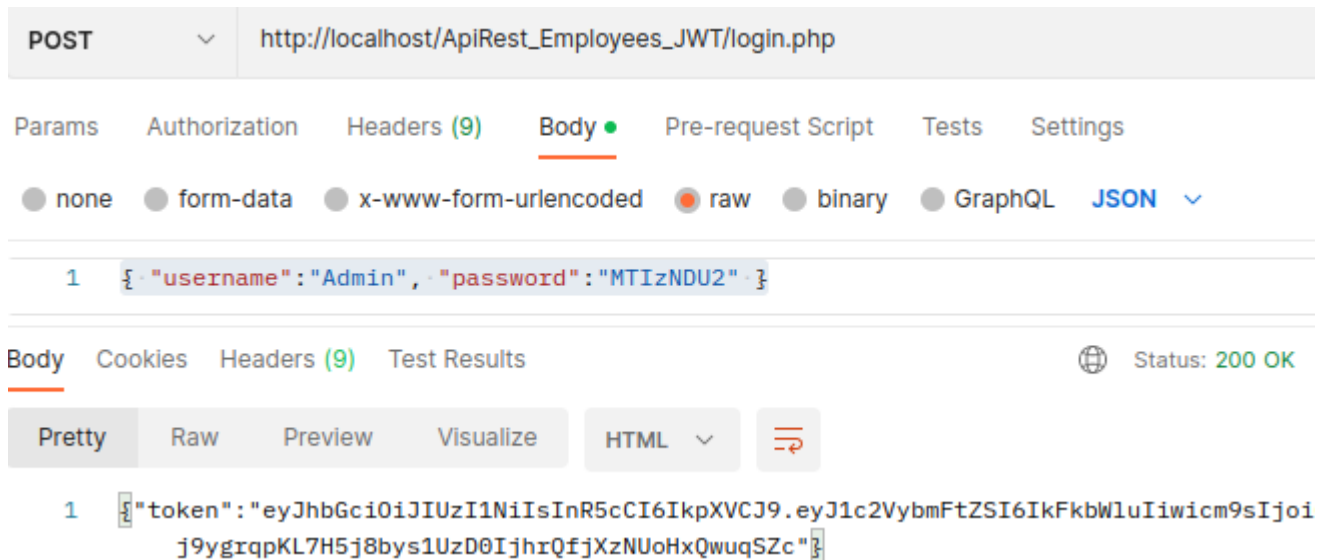 POST http://localhost/ApiRest_Employees_JWT/login.php
Params Authorization Headers (9) Body Pre-request Script Tests Settings
none form-data x-www-form-urlencoded raw binary GraphQL JSON
1 { "username":"Admin", "password":"MTIzNDU2" }
Body Cookies Headers (9) Test Results Status: 200 OK
Pretty Raw Preview Visualize HTML
1 {"token":"eyJhbGciOiJIUzI1NiIsInR5cCI6IkpXVCJ9.eyJ1c2VybmFtZSI6IkFkbWluIiwicm9sIjoi
j9ygrqpKL7H5j8bys1UzD0IjhrQfjXzNUoHxQwuqSZc"}